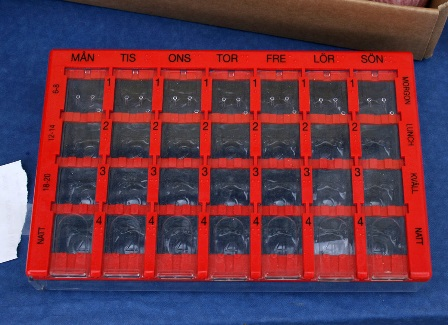 MÅN TIS ONS TOR FRE LÖR SÖN
6-8 1 1 1 1 1 1 1 MORGON
12-14 2 2 2 2 2 2 2 LUNCH
18-20 3 3 3 3 3 3 3 KVÄLL
NATT 4 4 4 4 4 4 4 NATT